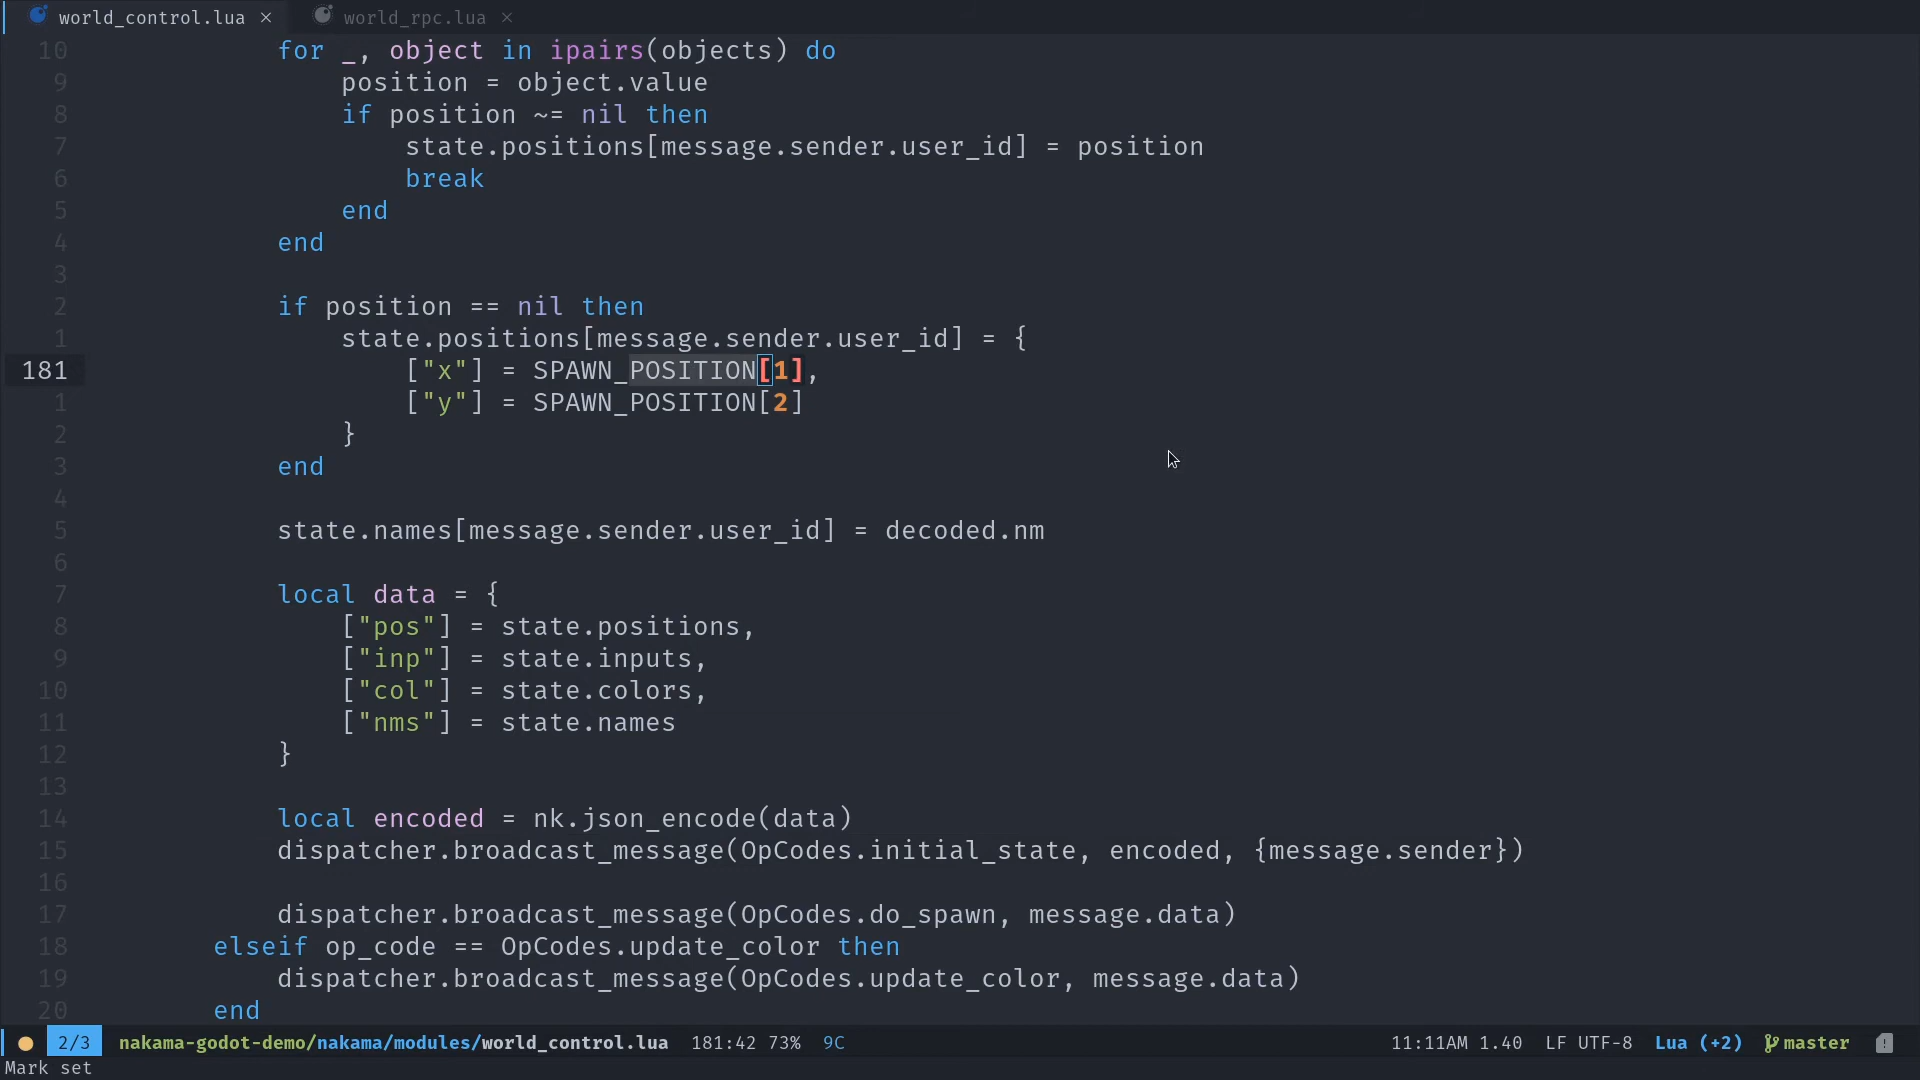 world_control.lua × world_rpc.lua ×
10 for _, object in ipairs(objects) do
9 position = object.value
8 if position ~= nil then
7 state.positions[message.sender.user_id] = position
6 break
5 end
4 end
3
2 if position == nil then
1 state.positions[message.sender.user_id] = {
181 ["x"] = SPAWN_POSITION[1],
1 ["y"] = SPAWN_POSITION[2]
2 }
3 end
4
5 state.names[message.sender.user_id] = decoded.nm
6
7 local data = {
8 ["pos"] = state.positions,
9 ["inp"] = state.inputs,
10 ["col"] = state.colors,
11 ["nms"] = state.names
12 }
13
14 local encoded = nk.json_encode(data)
15 dispatcher.broadcast_message(OpCodes.initial_state, encoded, {message.sender})
16
17 dispatcher.broadcast_message(OpCodes.do_spawn, message.data)
18 elseif op_code == OpCodes.update_color then
19 dispatcher.broadcast_message(OpCodes.update_color, message.data)
20 end
2/3 nakama-godot-demo/nakama/modules/world_control.lua 181:42 73% 9C 11:11AM 1.40 LF UTF-8 Lua (+2) master
Mark set